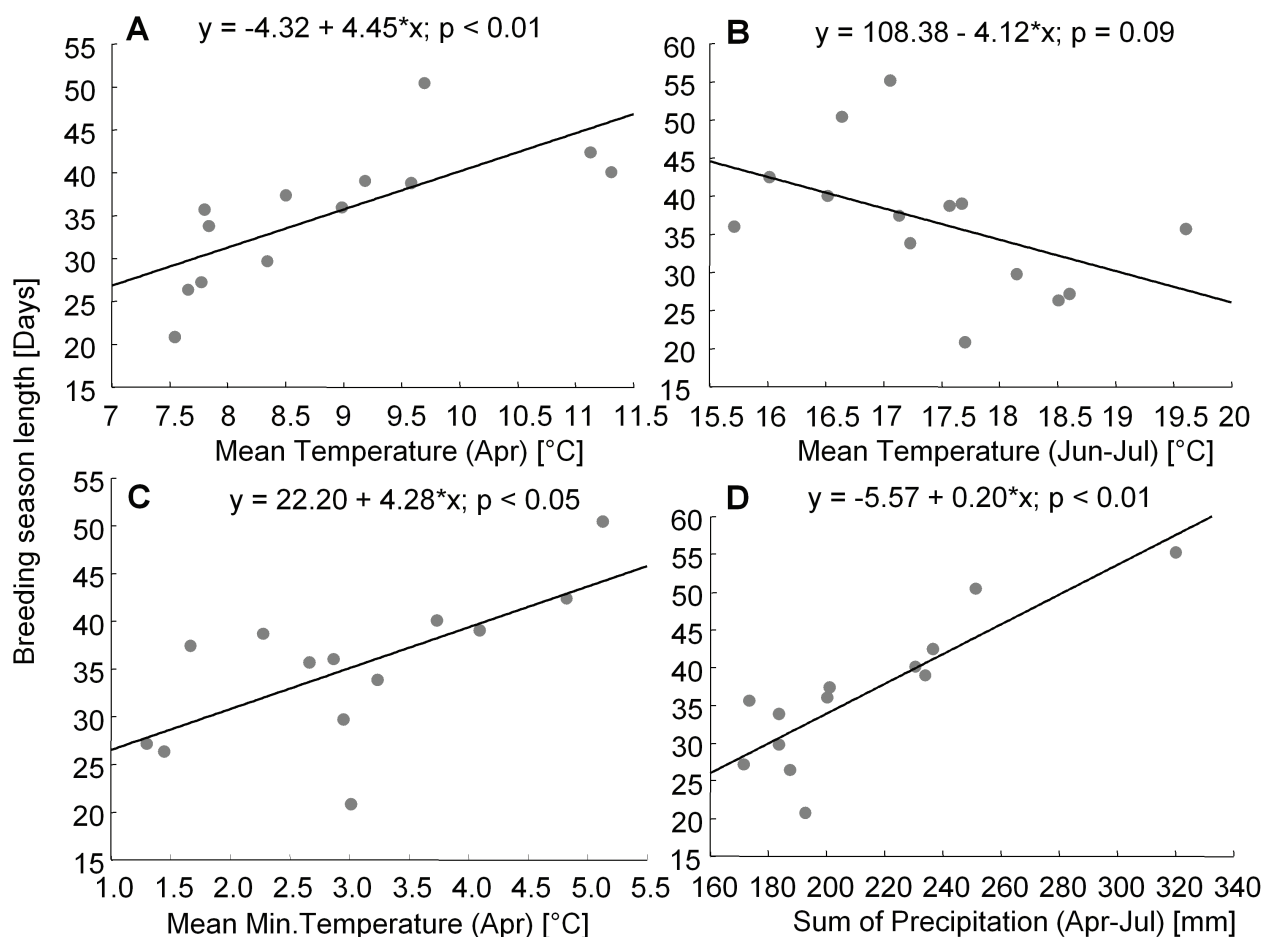 A y = -4.32 + 4.45*x; p < 0.01
55
50
45
40
35
30
25
20
15
7 7.5 8 8.5 9 9.5 10 10.5 11 11.5
Mean Temperature (Apr) [°C]
B y = 108.38 - 4.12*x; p = 0.09
60
55
50
45
40
35
30
25
20
15
15.5 16 16.5 17 17.5 18 18.5 19 19.5 20
Mean Temperature (Jun-Jul) [°C]
Breeding season length [Days]
C y = 22.20 + 4.28*x; p < 0.05
55
50
45
40
35
30
25
20
15
1.0 1.5 2.0 2.5 3.0 3.5 4.0 4.5 5.0 5.5
Mean Min.Temperature (Apr) [°C]
D y = -5.57 + 0.20*x; p < 0.01
60
55
50
45
40
35
30
25
20
15
160 180 200 220 240 260 280 300 320 340
Sum of Precipitation (Apr-Jul) [mm]